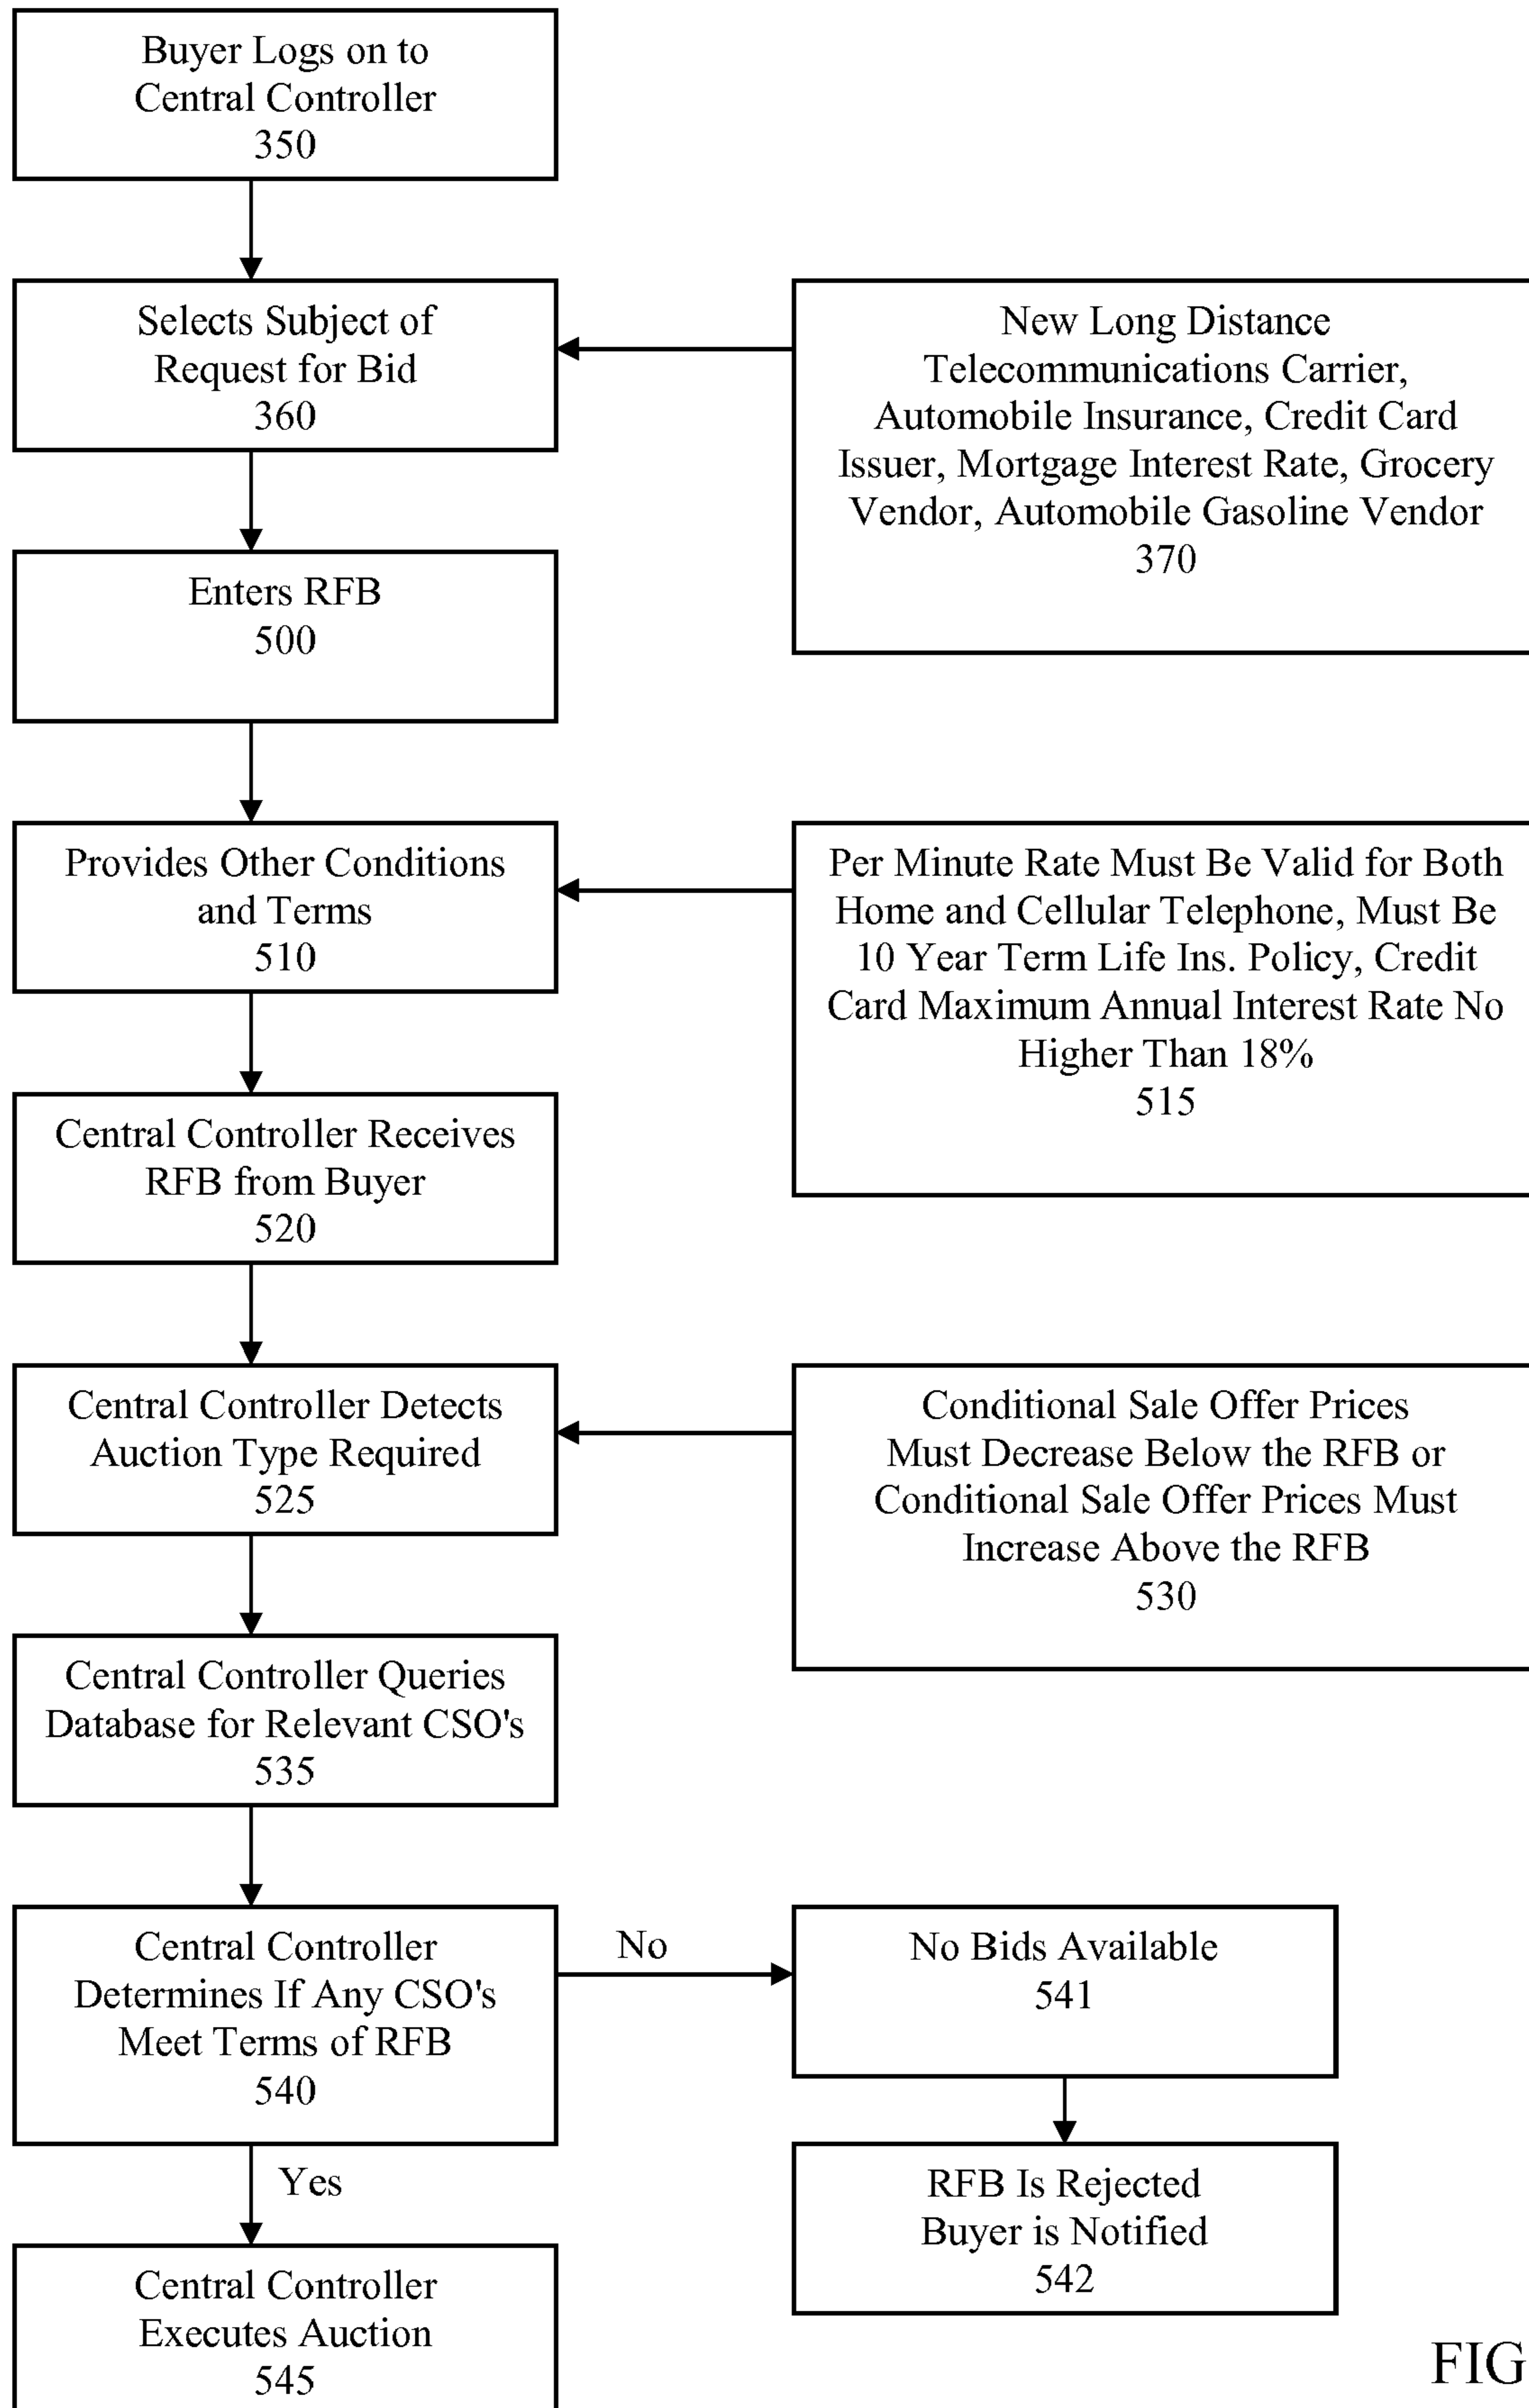 Buyer Logs on to
Central Controller
350
Selects Subject of
Request for Bid
360
New Long Distance
Telecommunications Carrier,
Automobile Insurance, Credit Card
Issuer, Mortgage Interest Rate, Grocery
Vendor, Automobile Gasoline Vendor
370
Enters RFB
500
Provides Other Conditions
and Terms
510
Per Minute Rate Must Be Valid for Both
Home and Cellular Telephone, Must Be
10 Year Term Life Ins. Policy, Credit
Card Maximum Annual Interest Rate No
Higher Than 18%
515
Central Controller Receives
RFB from Buyer
520
Central Controller Detects
Auction Type Required
525
Conditional Sale Offer Prices
Must Decrease Below the RFB or
Conditional Sale Offer Prices Must
Increase Above the RFB
530
Central Controller Queries
Database for Relevant CSO's
535
Central Controller
Determines If Any CSO's
Meet Terms of RFB
540
No
No Bids Available
541
Yes
RFB Is Rejected
Buyer is Notified
542
Central Controller
Executes Auction
545
FIG